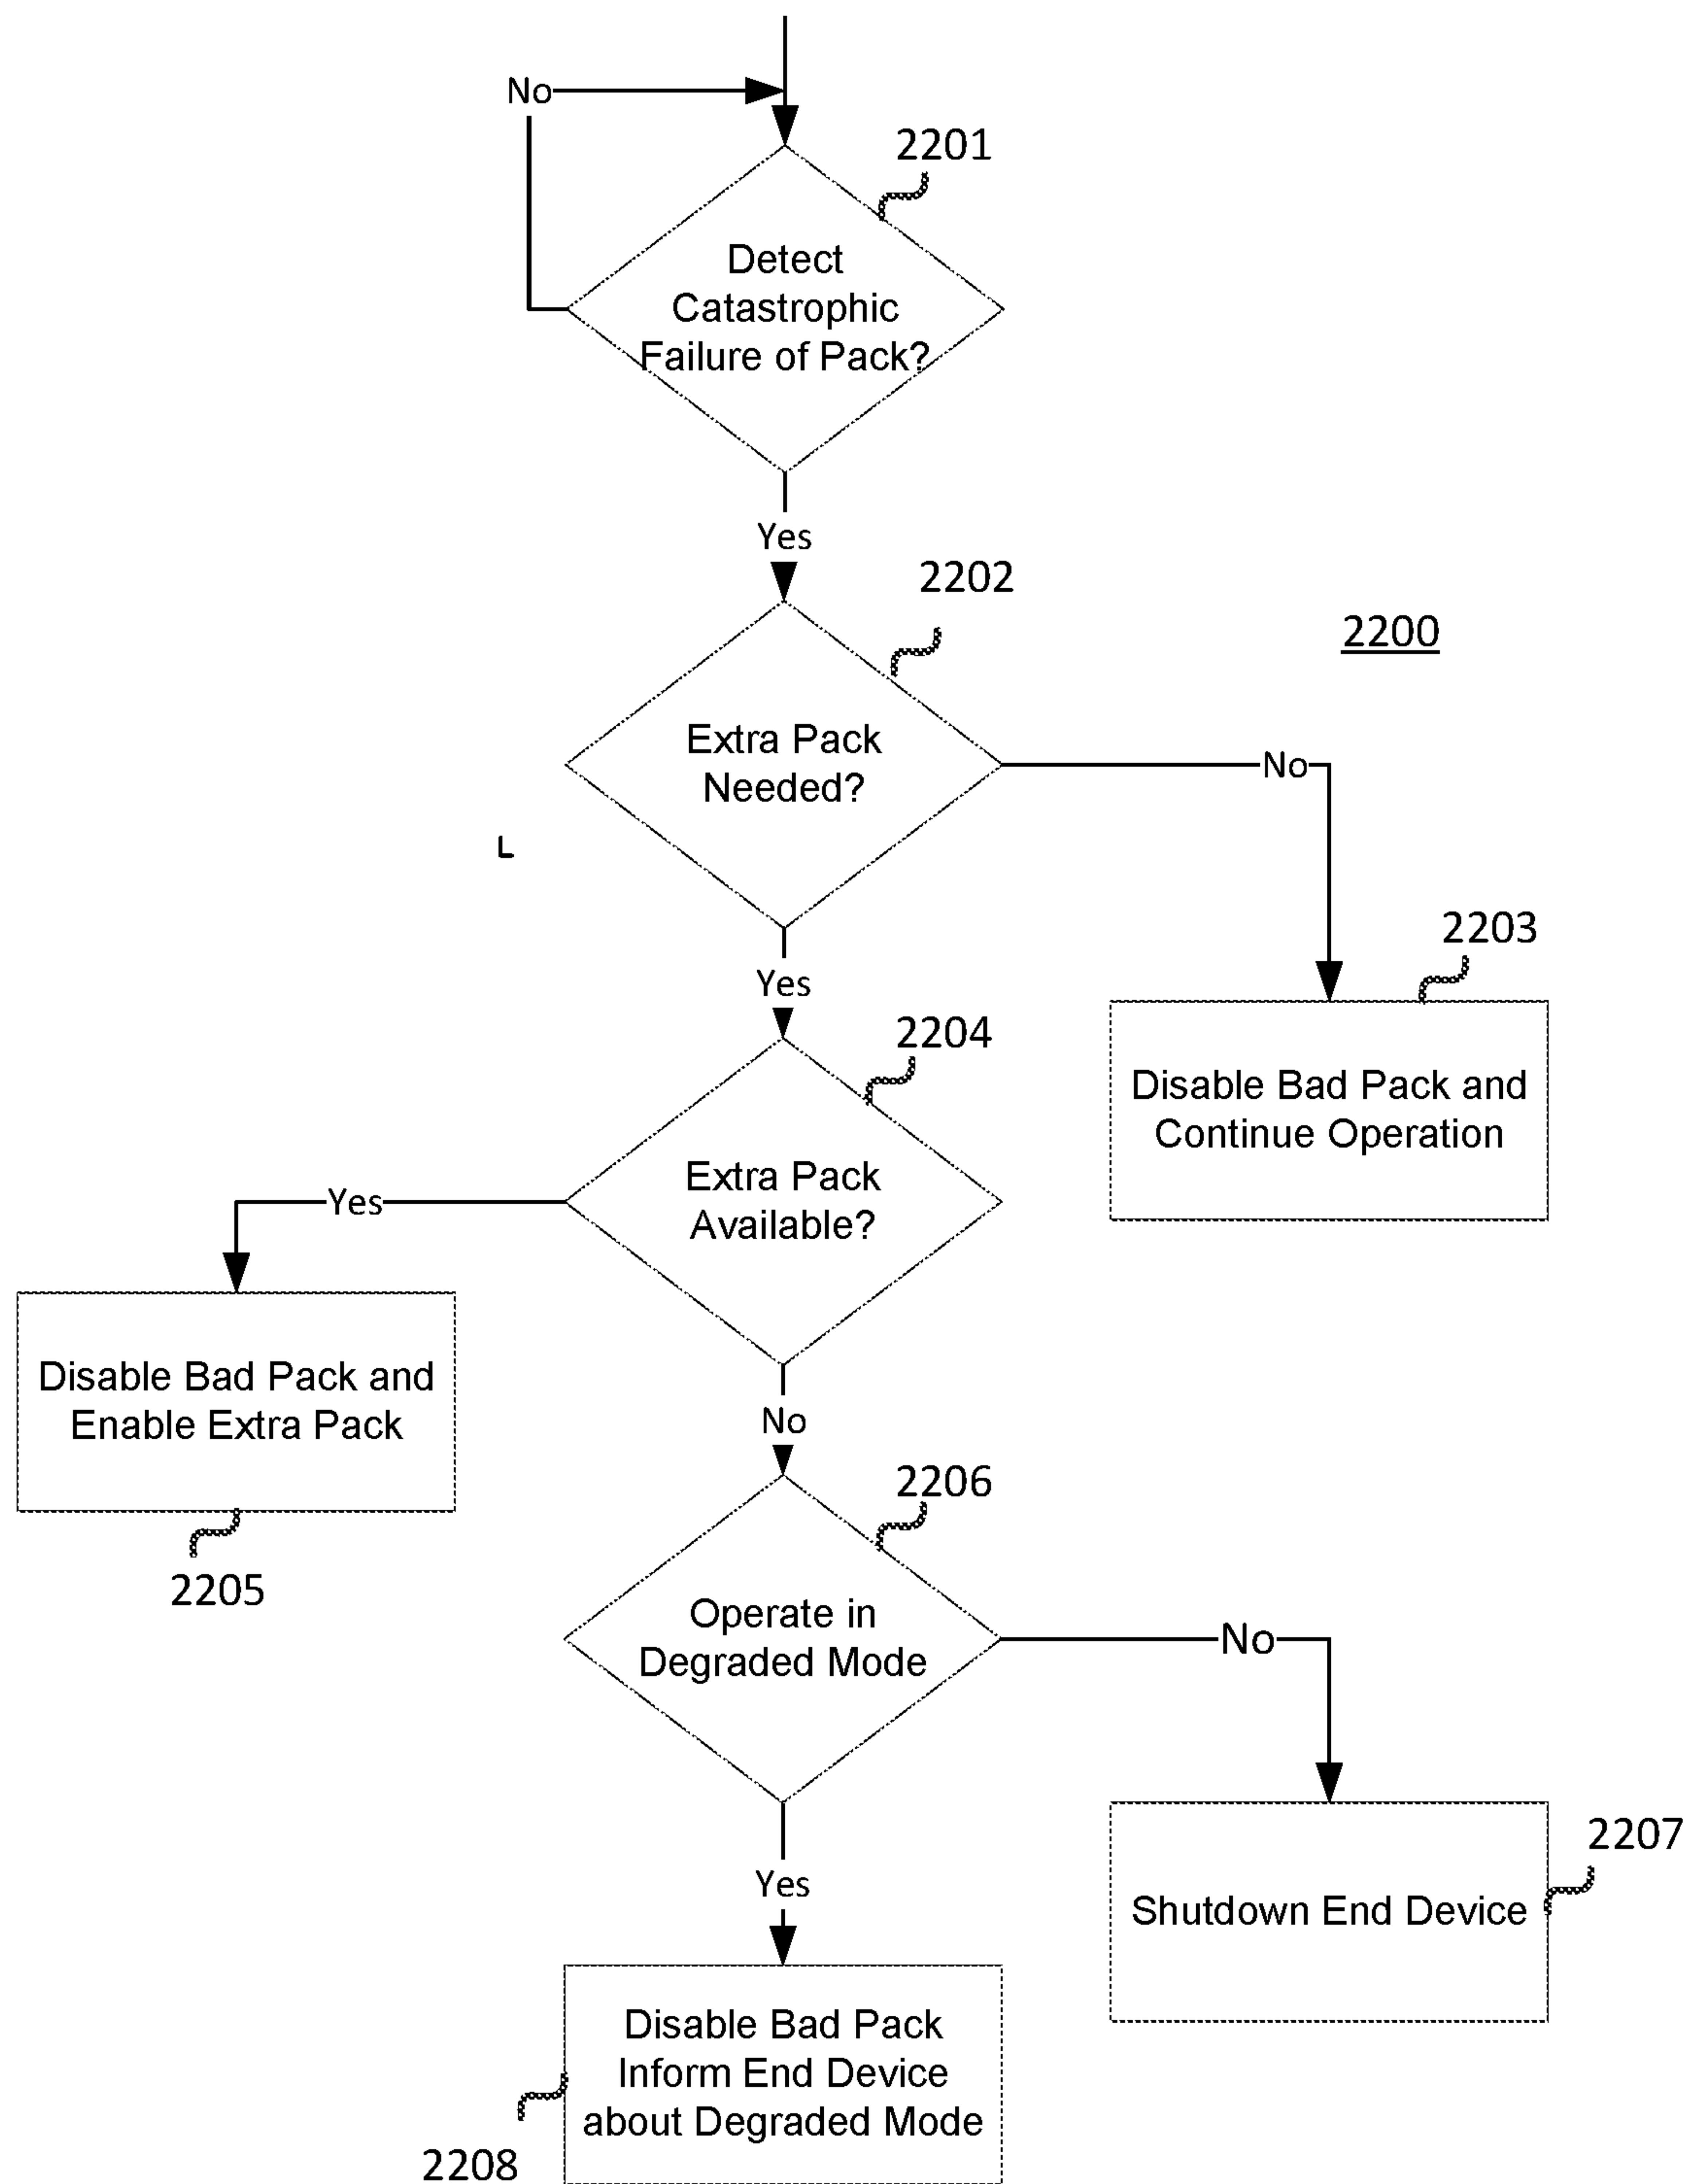 No
2201
Detect
Catastrophic
Failure of Pack?
Yes
2202
2200
Extra Pack
Needed?
No
L
2203
Yes
2204
Disable Bad Pack and
Continue Operation
Extra Pack
Available?
Yes
Disable Bad Pack and
Enable Extra Pack
No
2206
2205
Operate in
Degraded Mode
No
2207
Yes
Shutdown End Device
Disable Bad Pack
Inform End Device
about Degraded Mode
2208